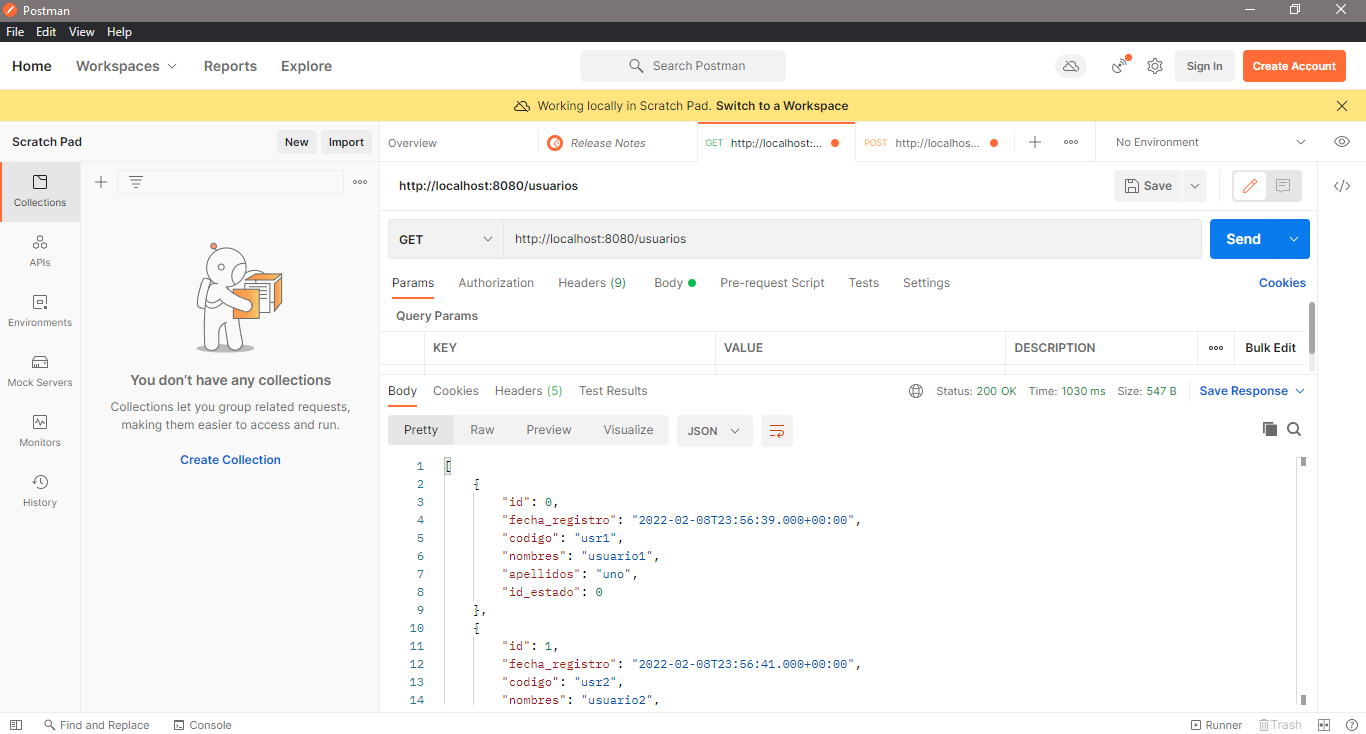 Postman
File Edit View Help
Home Workspaces Reports Explore Search Postman Sign In Create Account
Working locally in Scratch Pad. Switch to a Workspace
Scratch Pad New Import Overview Release Notes GET http://localhost:... POST http://localhos... No Environment
http://localhost:8080/usuarios Save
Collections
APIs
Environments
Mock Servers
Monitors
History
You don't have any collections
Collections let you group related requests,
making them easier to access and run.
Create Collection
GET http://localhost:8080/usuarios Send
Params Authorization Headers (9) Body Pre-request Script Tests Settings Cookies
Query Params
KEY VALUE DESCRIPTION Bulk Edit
Body Cookies Headers (5) Test Results Status: 200 OK Time: 1030 ms Size: 547 B Save Response
Pretty Raw Preview Visualize JSON
1 [
2 {
3 "id": 0,
4 "fecha_registro": "2022-02-08T23:56:39.000+00:00",
5 "codigo": "usr1",
6 "nombres": "usuario1",
7 "apellidos": "uno",
8 "id_estado": 0
9 },
10 {
11 "id": 1,
12 "fecha_registro": "2022-02-08T23:56:41.000+00:00",
13 "codigo": "usr2",
14 "nombres": "usuario2",
Find and Replace Console Runner Trash